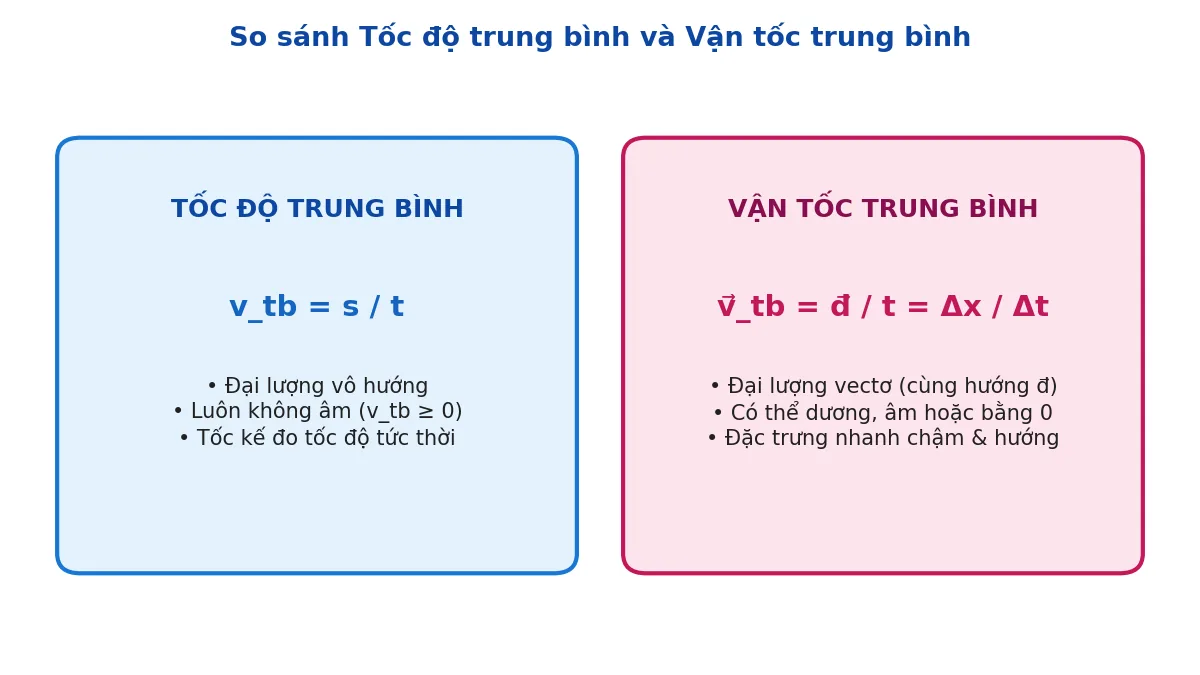 So sánh Tốc độ trung bình và Vận tốc trung bình
TỐC ĐỘ TRUNG BÌNH
v_tb = s / t
• Đại lượng vô hướng
• Luôn không âm (v_tb ≥ 0)
• Tốc kế đo tốc độ tức thời
VẬN TỐC TRUNG BÌNH
v⃗_tb = đ / t = Δx / Δt
• Đại lượng vectơ (cùng hướng đ)
• Có thể dương, âm hoặc bằng 0
• Đặc trưng nhanh chậm & hướng